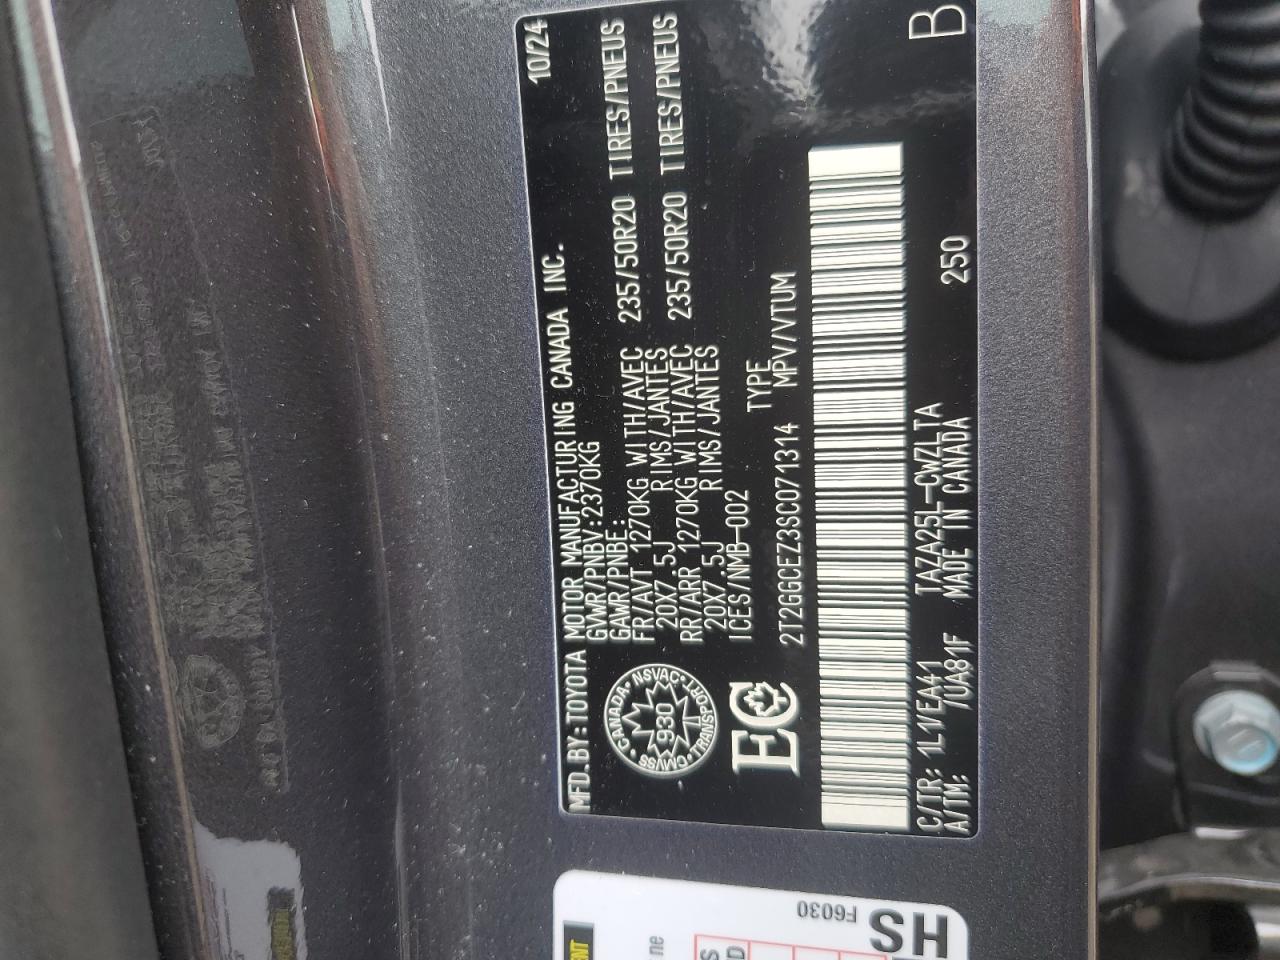 MFD.BY:TOYOTA MOTOR MANUFACTURING CANADA INC. 10/24
GVWR/PNBV:2370KG
GAWR/PNBE:
FR/AVT 1270KG WITH/AVEC 235/50R20 TIRES/PNEUS
20X7.5J RIMS/JANTES
RR/ARR 1270KG WITH/AVEC 235/50R20 TIRES/PNEUS
20X7.5J RIMS/JANTES
ICES/NMB-002 TYPE
2T2GGCEZ3SC071314 MPV/VTUM
CANADA • NSVAC • TRANSPORT • CMVSS
930
EC
C/TR: 1L1/EA41 TAZA25L-CWZLTA
A/TM: /UA81F MADE IN CANADA 250 B
F6030
HS
ne